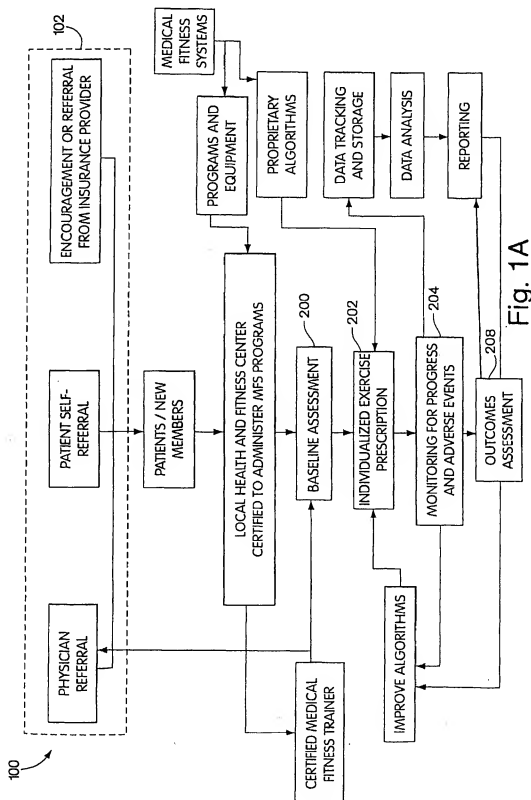 100
102
PHYSICIAN
REFERRAL
PATIENT SELF-
REFERRAL
ENCOURAGEMENT OR REFERRAL
FROM INSURANCE PROVIDER
PATIENTS / NEW
MEMBERS
MEDICAL
FITNESS
SYSTEMS
PROGRAMS AND
EQUIPMENT
LOCAL HEALTH AND FITNESS CENTER
CERTIFIED TO ADMINISTER MFS PROGRAMS
PROPRIETARY
ALGORITHMS
CERTIFIED MEDICAL
FITNESS TRAINER
BASELINE ASSESSMENT
200
INDIVIDUALIZED EXERCISE
PRESCRIPTION
202
DATA TRACKING
AND STORAGE
IMPROVE ALGORITHMS
MONITORING FOR PROGRESS
AND ADVERSE EVENTS
204
DATA ANALYSIS
OUTCOMES
ASSESSMENT
208
REPORTING
Fig. 1A